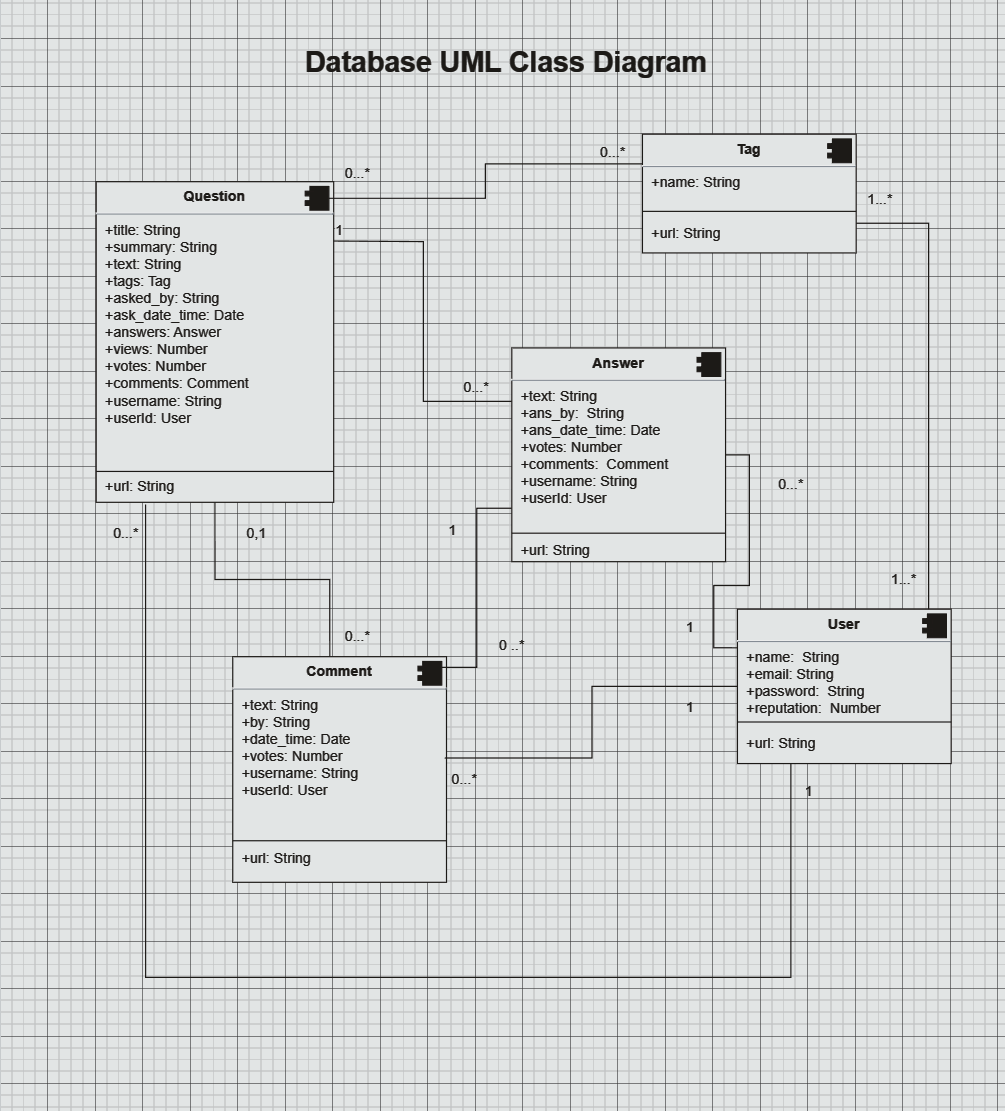 Database UML Class Diagram
0...*
Tag
+name: String
+url: String
1...*
0...*
Question
+title: String
+summary: String
+text: String
+tags: Tag
+asked_by: String
+ask_date_time: Date
+answers: Answer
+views: Number
+votes: Number
+comments: Comment
+username: String
+userId: User
+url: String
1
0...*
Answer
+text: String
+ans_by:  String
+ans_date_time: Date
+votes: Number
+comments:  Comment
+username: String
+userId: User
+url: String
0...*
0...*
0,1
1
1...*
0...*
0 ..*
1
User
+name:  String
+email: String
+password:  String
+reputation:  Number
+url: String
Comment
+text: String
+by: String
+date_time: Date
+votes: Number
+username: String
+userId: User
+url: String
1
0...*
1